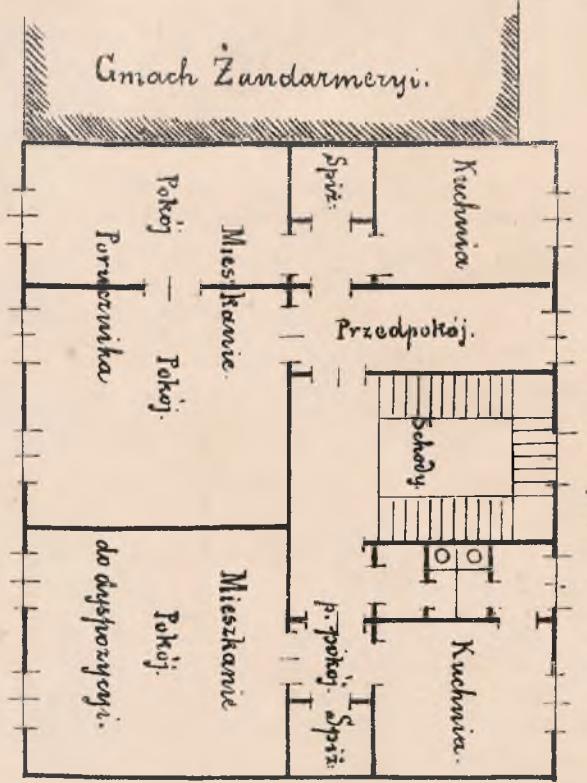 Gmach Żandarmeryi.
Spiż:
Kuchnia
Pokój
Mieszkanie
Porucznika
Pokój.
Przedpokój.
Schody.
Mieszkanie
Pokój.
do dyspozycyi.
p. pokój.
Spiż:
Kuchnia.